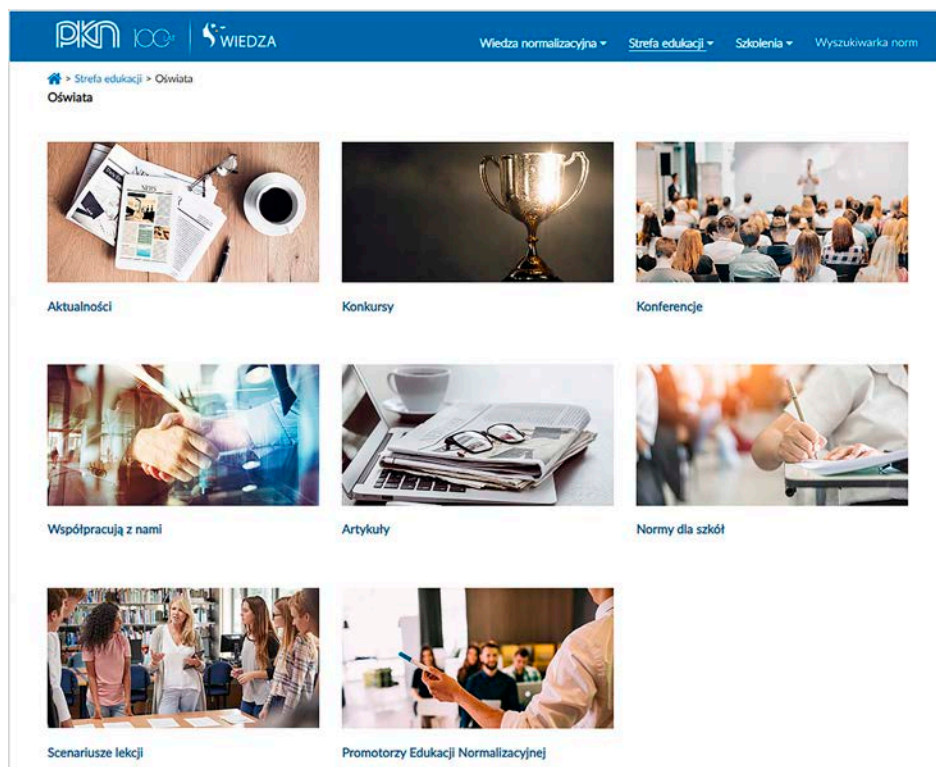 PKN 100 WIEDZA
Wiedza normalizacyjna Strefa edukacji Szkolenia Wyszukiwarka norm
> Strefa edukacji > Oświata
Oświata
NEWS
Aktualności
Konkursy
Konferencje
Współpracują z nami
Artykuły
Normy dla szkół
Scenariusze lekcji
Promotorzy Edukacji Normalizacyjnej